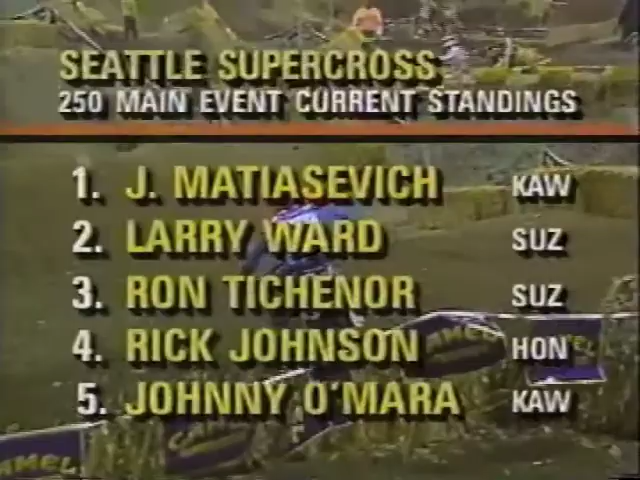 SEATTLE SUPERCROSS
250 MAIN EVENT CURRENT STANDINGS
1. J. MATIASEVICH KAW
2. LARRY WARD SUZ
3. RON TICHENOR SUZ
4. RICK JOHNSON HON
5. JOHNNY O'MARA KAW
CAMEL